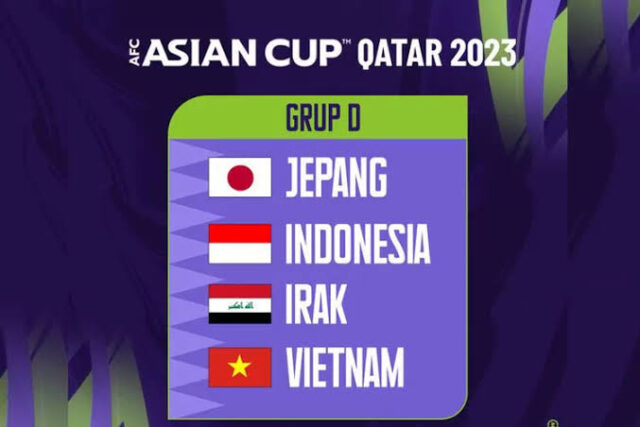 AFC ASIAN CUP™ QATAR 2023
GRUP D
JEPANG
INDONESIA
IRAK
VIETNAM